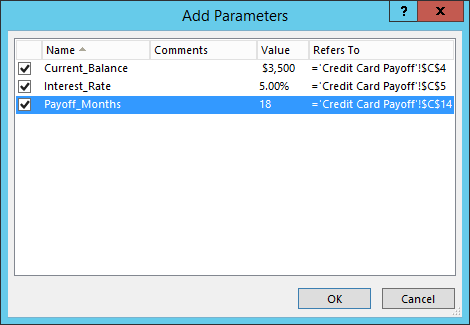 Add Parameters
? x
Name Comments Value Refers To
Current_Balance $3,500 ='Credit Card Payoff'!$C$4
Interest_Rate 5.00% ='Credit Card Payoff'!$C$5
Payoff_Months 18 ='Credit Card Payoff'!$C$14
OK Cancel